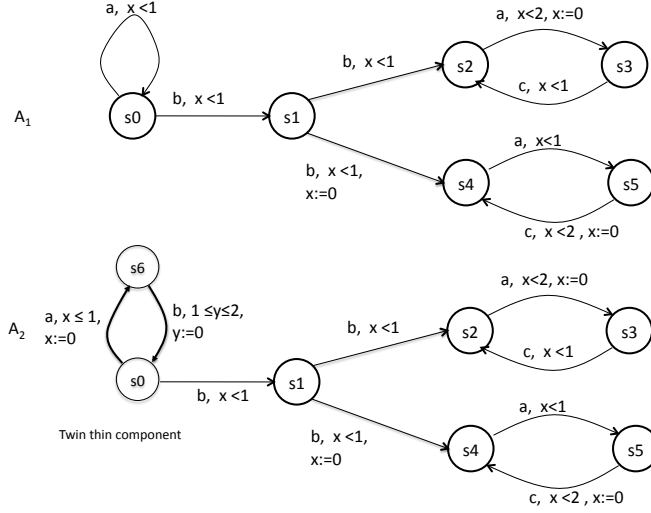 a, x<1
A1
s0
b, x <1
s1
b, x<1
b, x <1,
x:=0
s2
a, x<2, x:=0
s3
c, x <1
s4
a, x<1
s5
c, x <2 , x:=0
A2
s6
a, x ≤ 1,
x:=0
b, 1 ≤y≤2,
y:=0
s0
b, x <1
s1
b, x<1
b, x <1,
x:=0
s2
a, x<2, x:=0
s3
c, x <1
s4
a, x<1
s5
c, x <2 , x:=0
Twin thin component